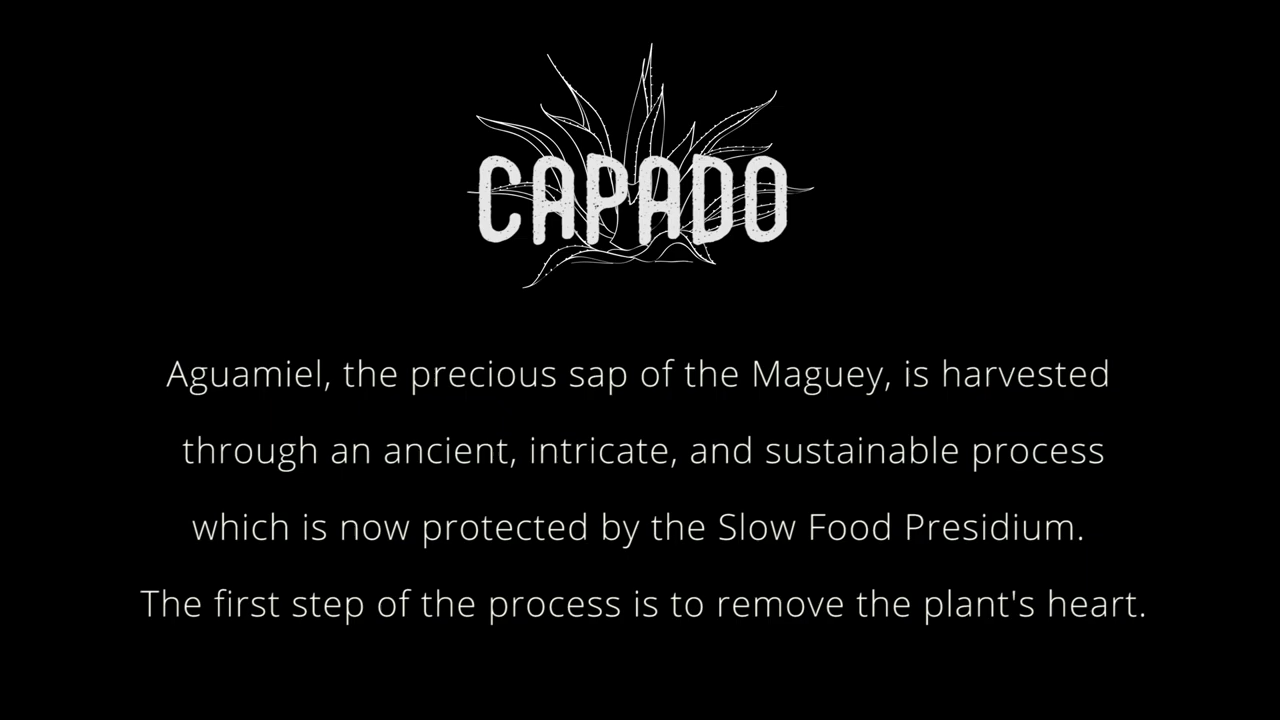 CAPADO
Aguamiel, the precious sap of the Maguey, is harvested
through an ancient, intricate, and sustainable process
which is now protected by the Slow Food Presidium.
The first step of the process is to remove the plant's heart.